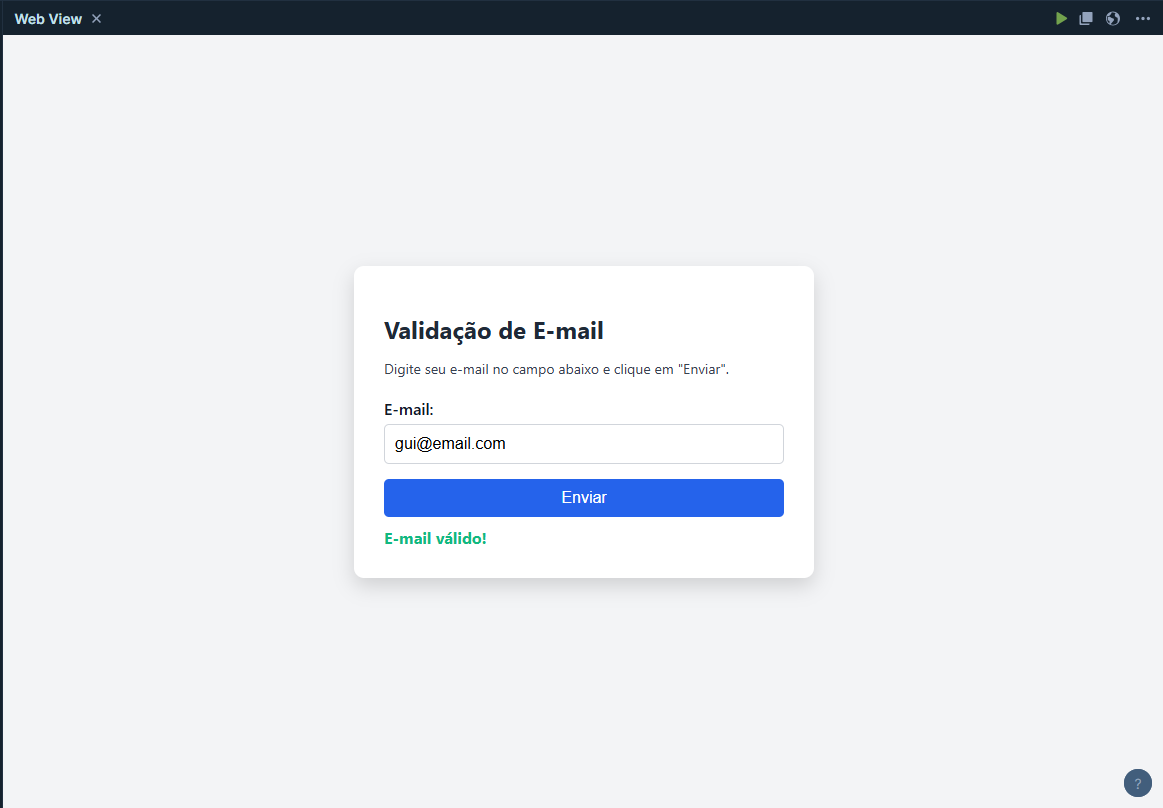 Web View
Validação de E-mail
Digite seu e-mail no campo abaixo e clique em "Enviar".
E-mail:
gui@email.com
Enviar
E-mail válido!
?